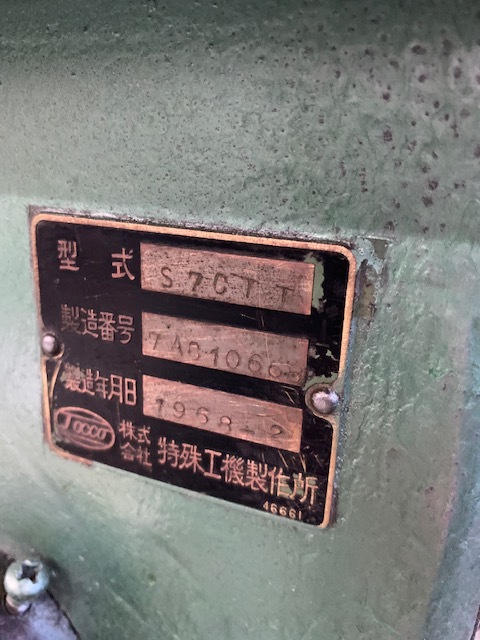 型式 S7CTT
製造番号 7AB1066
製造年月日 1968-2
株式会社 特殊工機製作所
46661